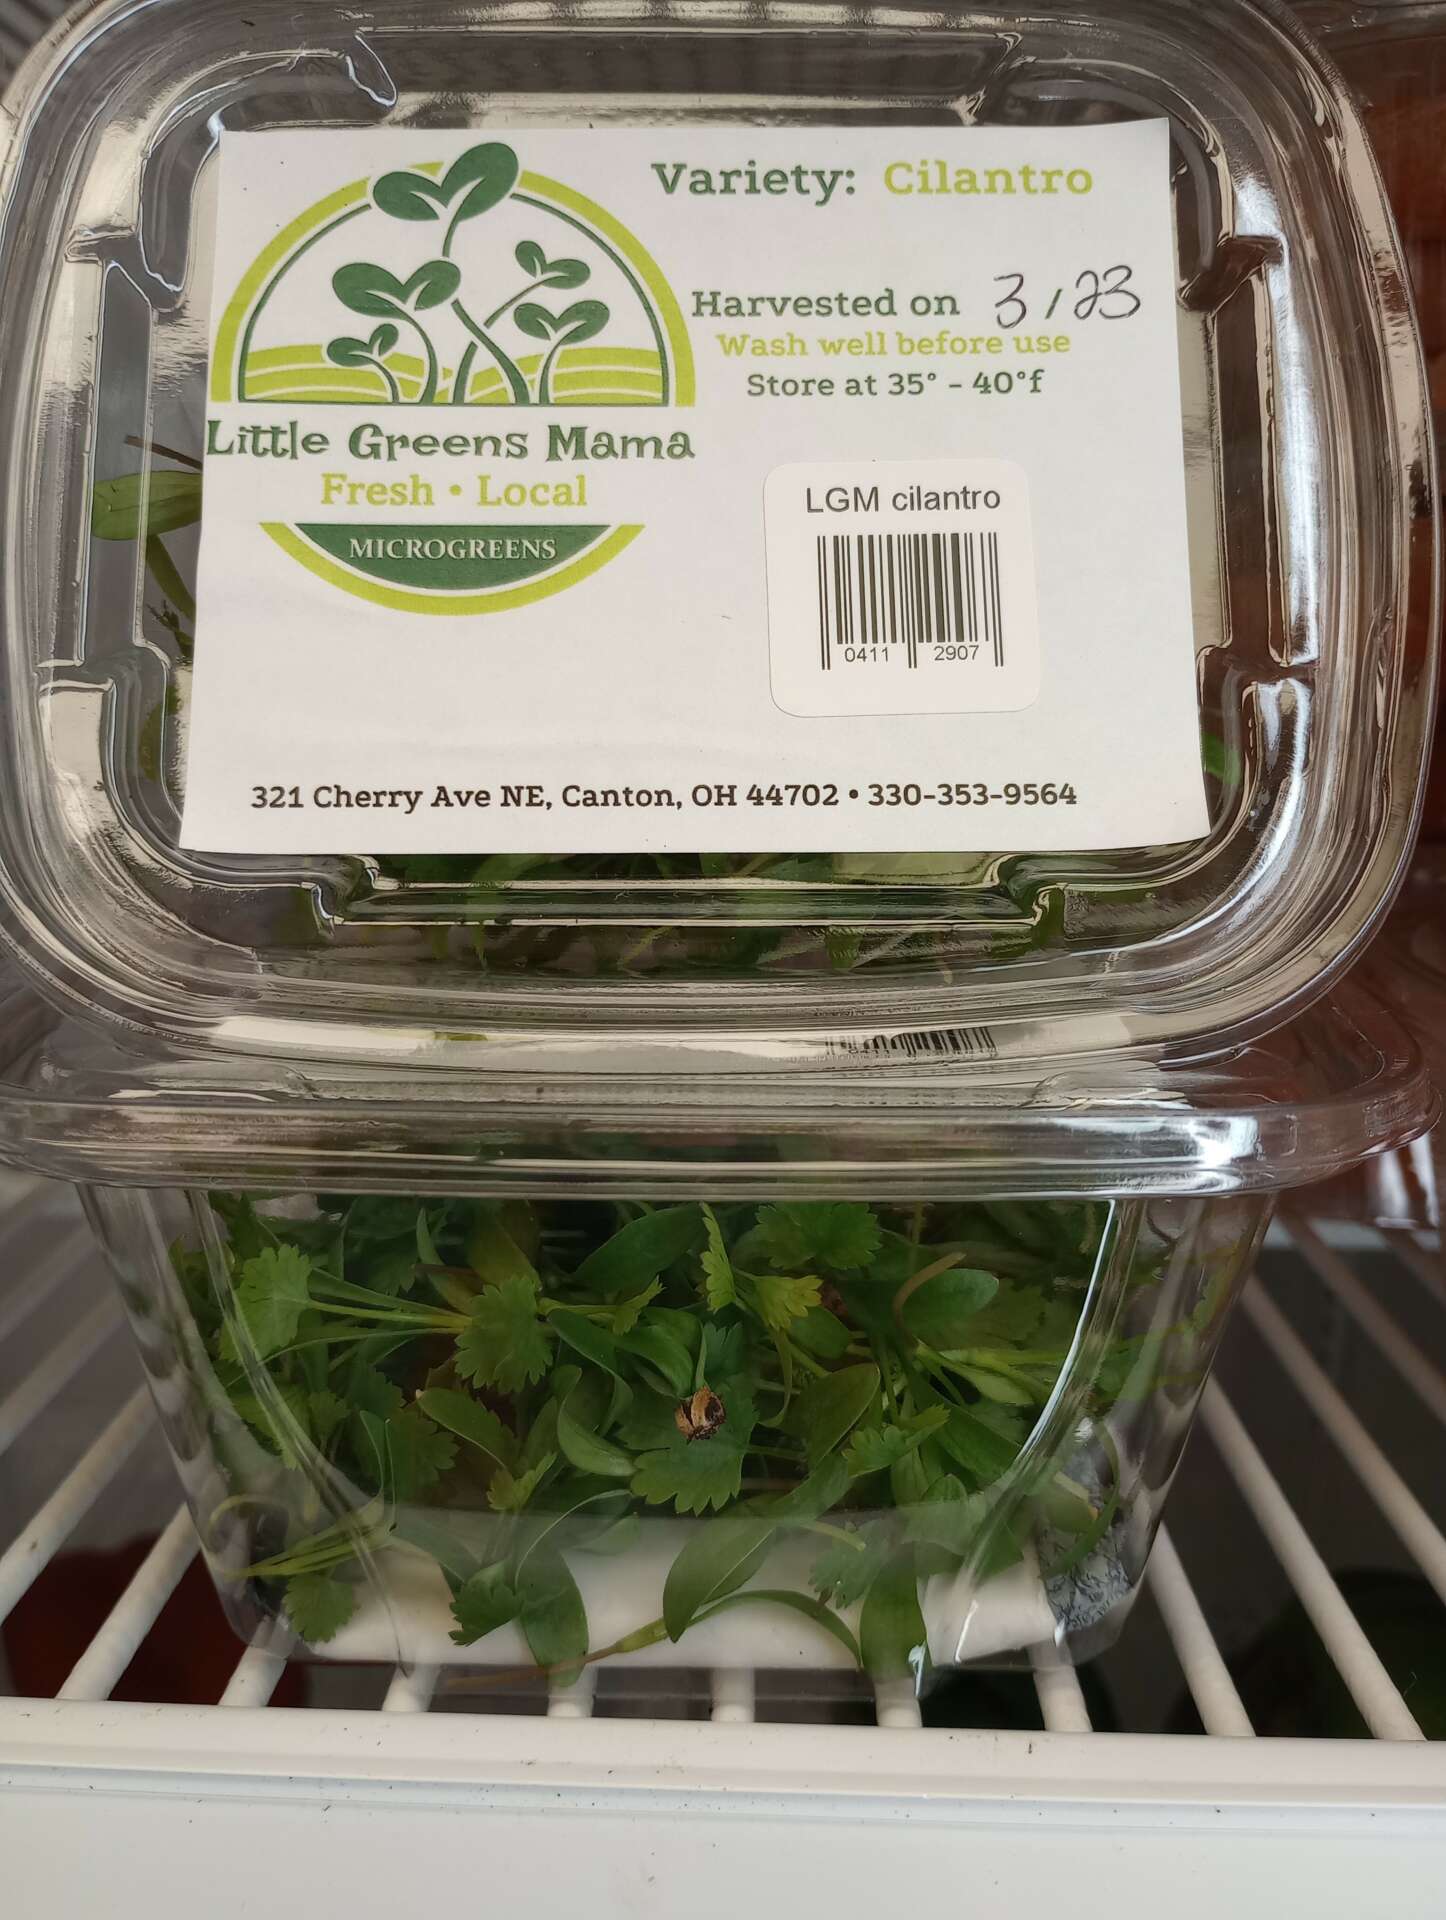 Variety: Cilantro
Harvested on 3/23
Wash well before use
Store at 35° - 40°f
Little Greens Mama
Fresh • Local
MICROGREENS
LGM cilantro
0411 2907
321 Cherry Ave NE, Canton, OH 44702 • 330-353-9564